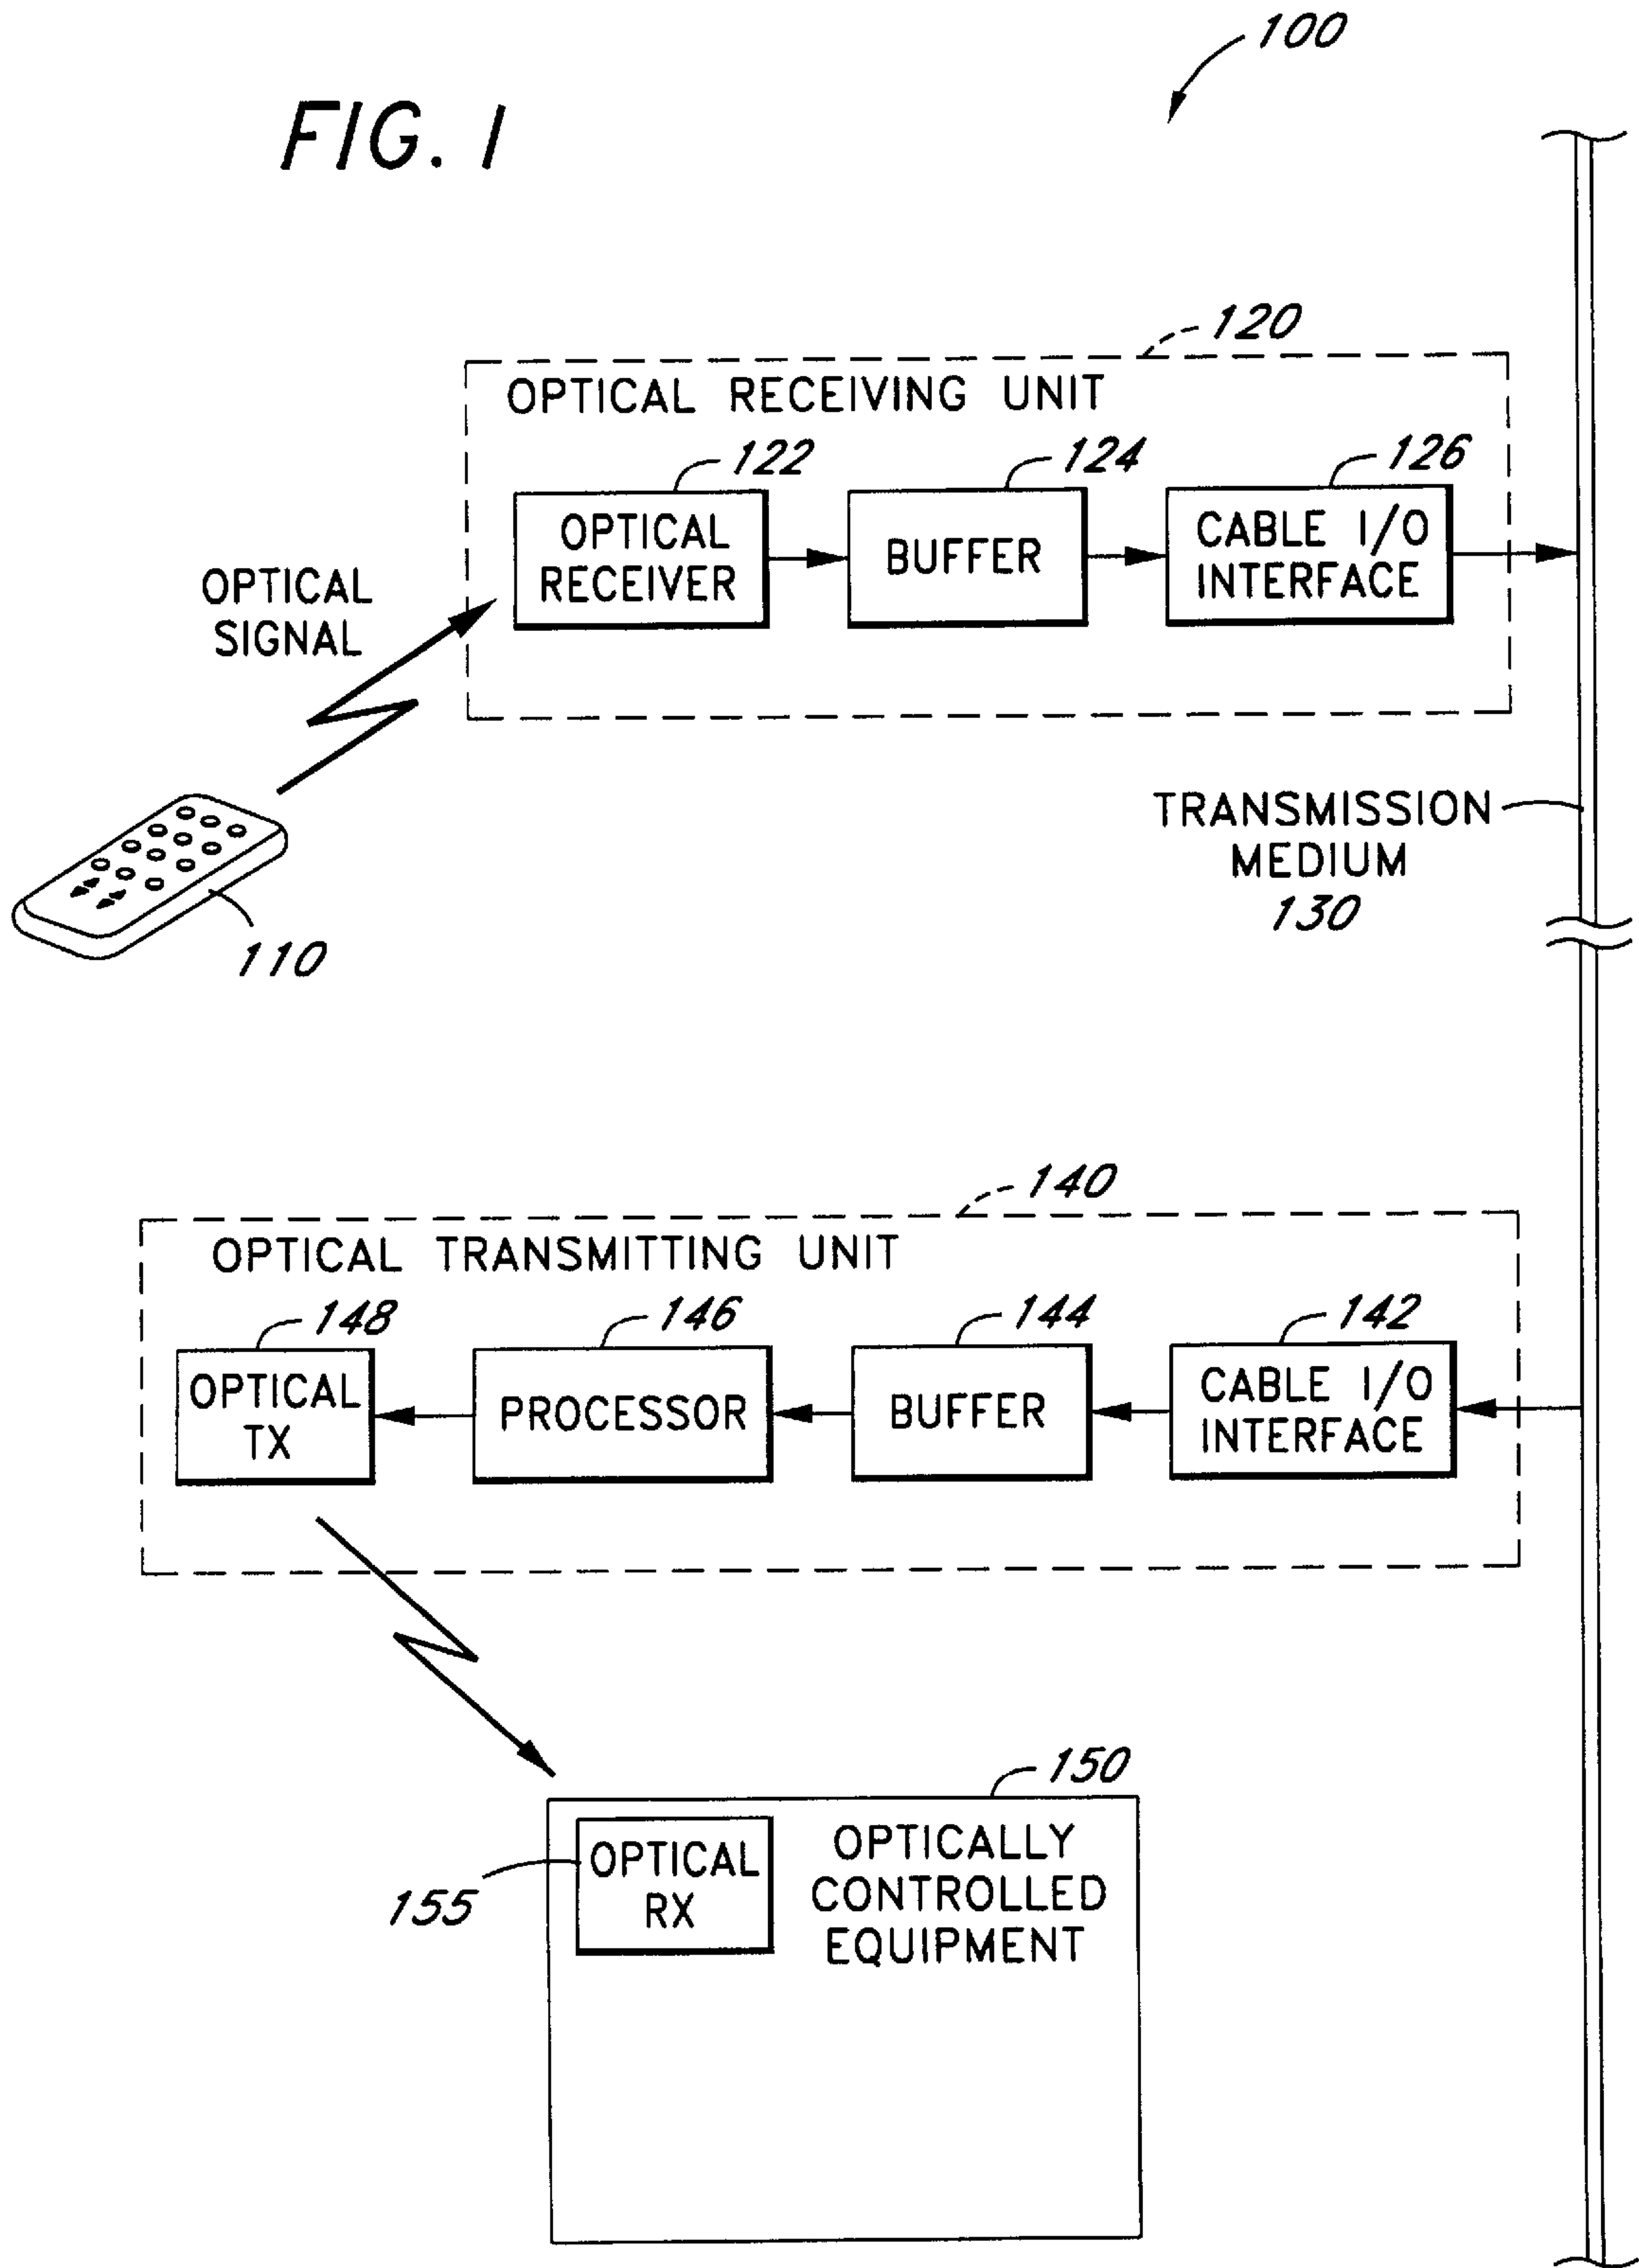 100
FIG. 1
120
OPTICAL RECEIVING UNIT
122
124
126
OPTICAL
RECEIVER
BUFFER
CABLE I/O
INTERFACE
OPTICAL
SIGNAL
TRANSMISSION
MEDIUM
130
110
140
OPTICAL TRANSMITTING UNIT
148
146
144
142
OPTICAL
TX
PROCESSOR
BUFFER
CABLE I/O
INTERFACE
150
OPTICAL
RX
155
OPTICALLY
CONTROLLED
EQUIPMENT